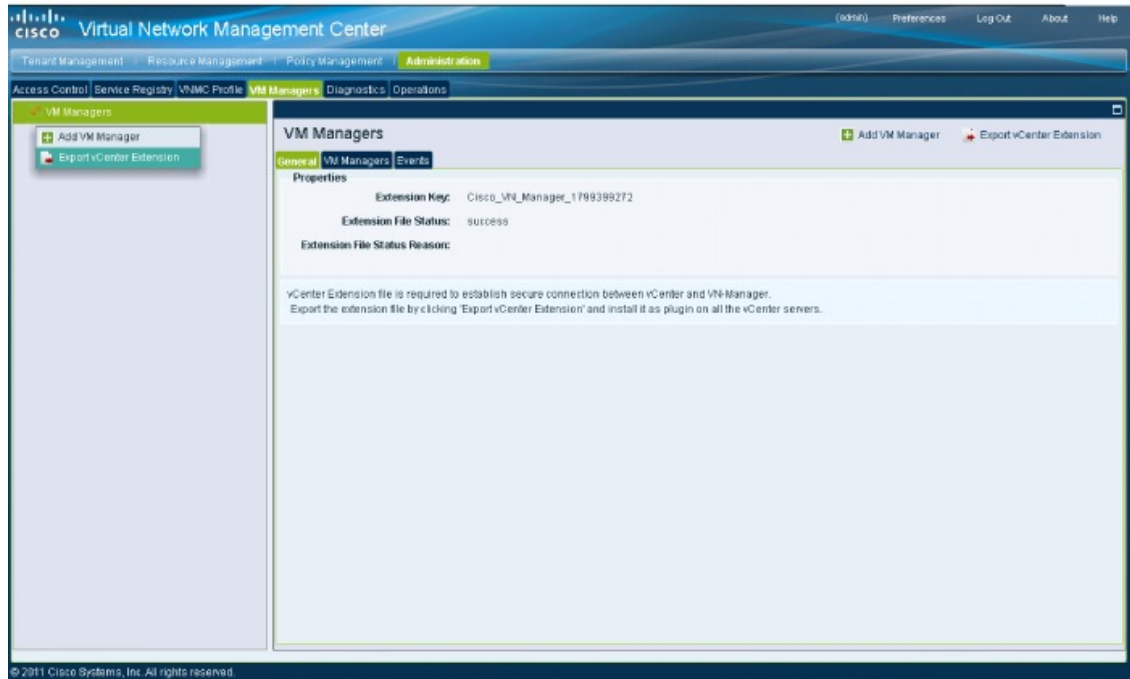 CISCO Virtual Network Management Center
(admin) Preferences Log Out About Help
Tenant Management | Resource Management | Policy Management | Administration
Access Control Service Registry VNMC Profile VM Managers Diagnostics Operations
VM Managers
Add VM Manager
Export vCenter Extension
VM Managers
Add VM Manager Export vCenter Extension
General VM Managers Events
Properties
Extension Key: Cisco_VN_Manager_1799399272
Extension File Status: success
Extension File Status Reason:
vCenter Extension file is required to establish secure connection between vCenter and VN-Manager.
Export the extension file by clicking 'Export vCenter Extension' and install it as plugin on all the vCenter servers.
© 2011 Cisco Systems, Inc. All rights reserved.